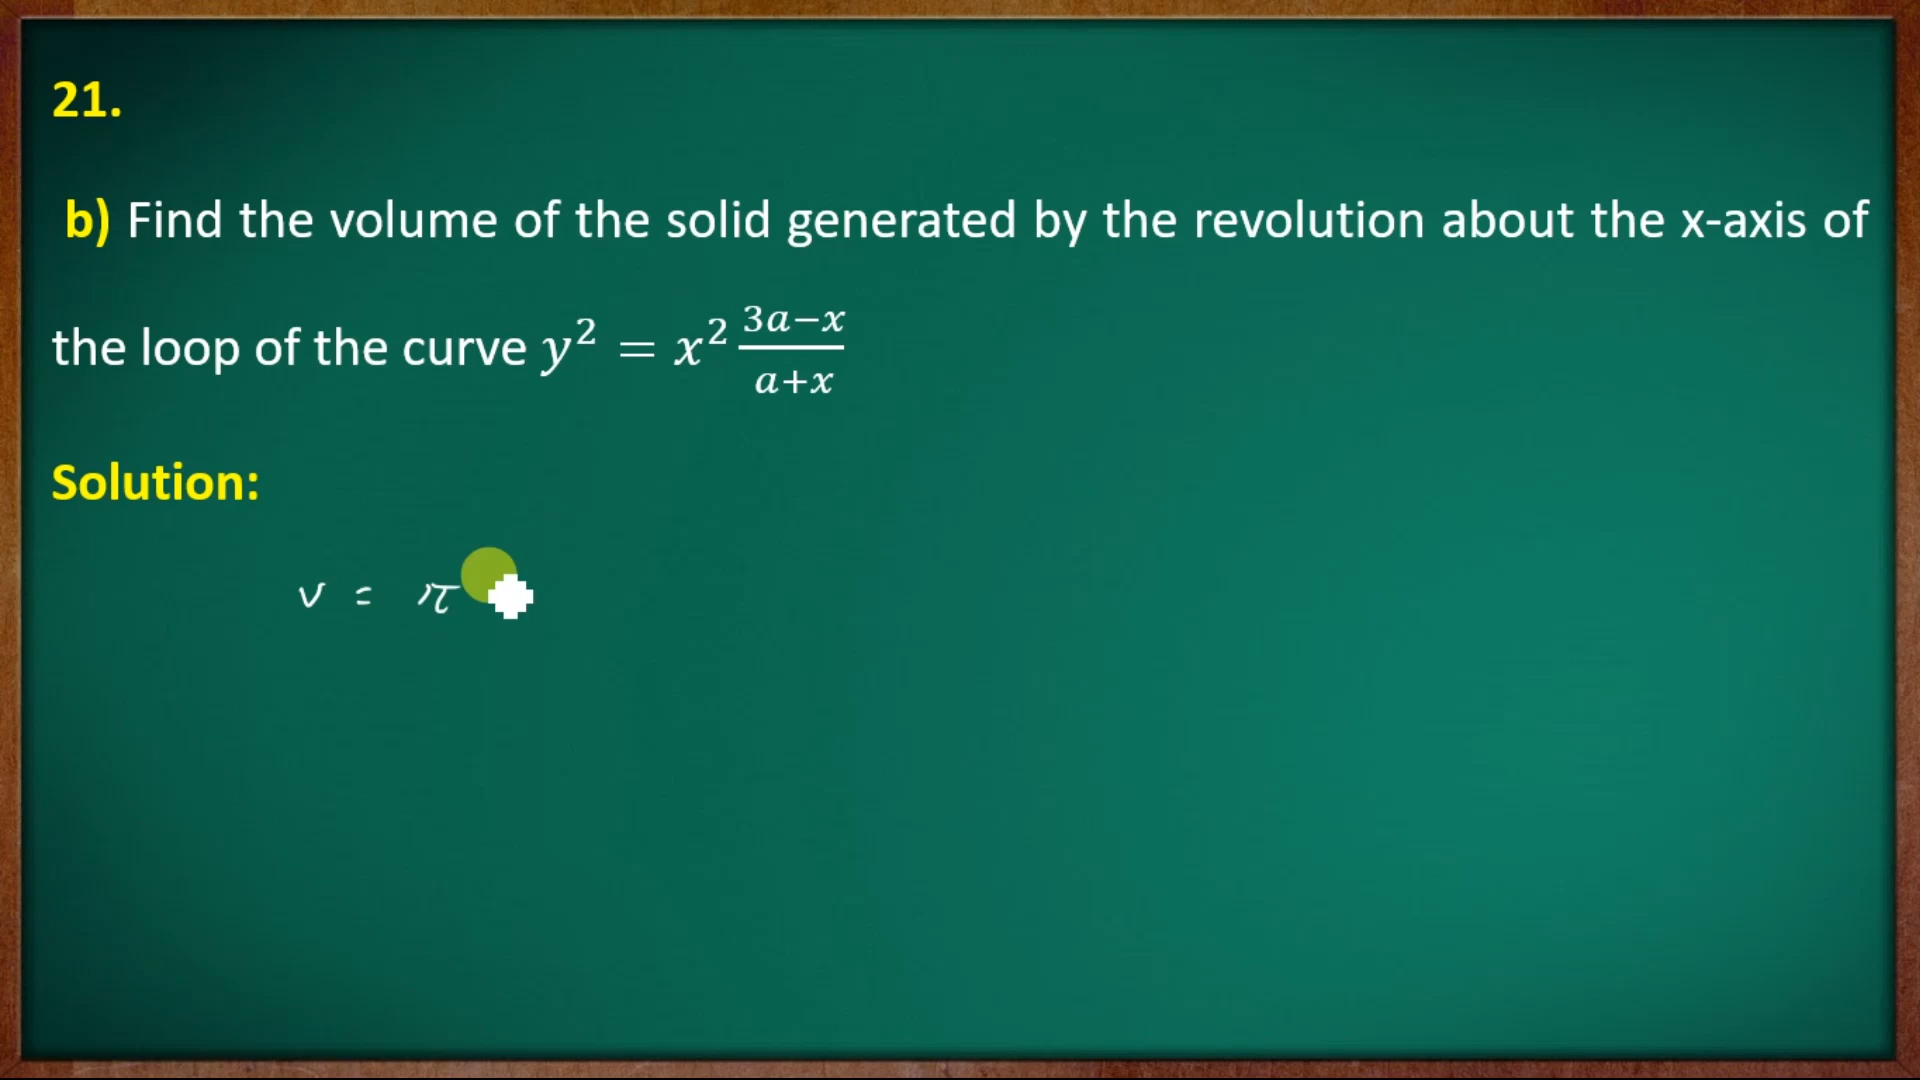 21.
b) Find the volume of the solid generated by the revolution about the x-axis of
the loop of the curve y² = x² \frac{3a−x}{a+x}
Solution:
v = π